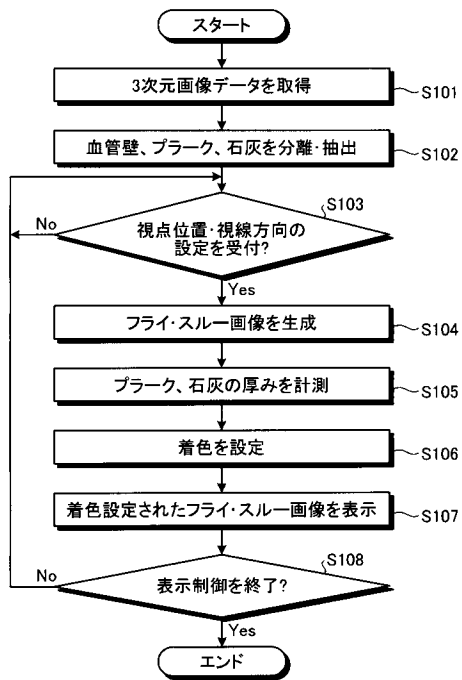 スタート
3次元画像データを取得
S101
血管壁、プラーク、石灰を分離・抽出
S102
S103
No
視点位置・視線方向の
設定を受付?
Yes
フライ・スルー画像を生成
S104
プラーク、石灰の厚みを計測
S105
着色を設定
S106
着色設定されたフライ・スルー画像を表示
S107
S108
No
表示制御を終了?
Yes
エンド